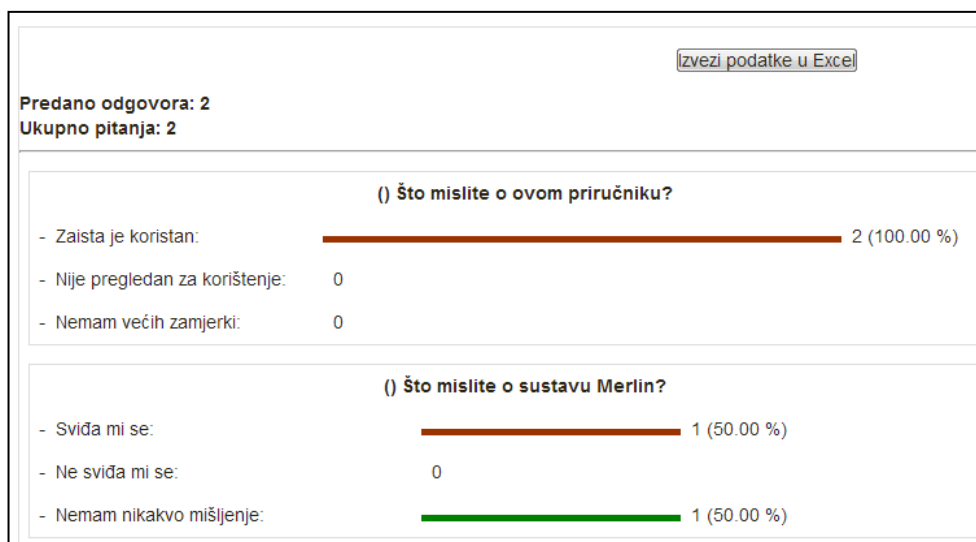 Izvezi podatke u Excel
Predano odgovora: 2
Ukupno pitanja: 2
() Što mislite o ovom priručniku?
- Zaista je koristan: 2 (100.00 %)
- Nije pregledan za korištenje: 0
- Nemam većih zamjerki: 0
() Što mislite o sustavu Merlin?
- Sviđa mi se: 1 (50.00 %)
- Ne sviđa mi se: 0
- Nemam nikakvo mišljenje: 1 (50.00 %)